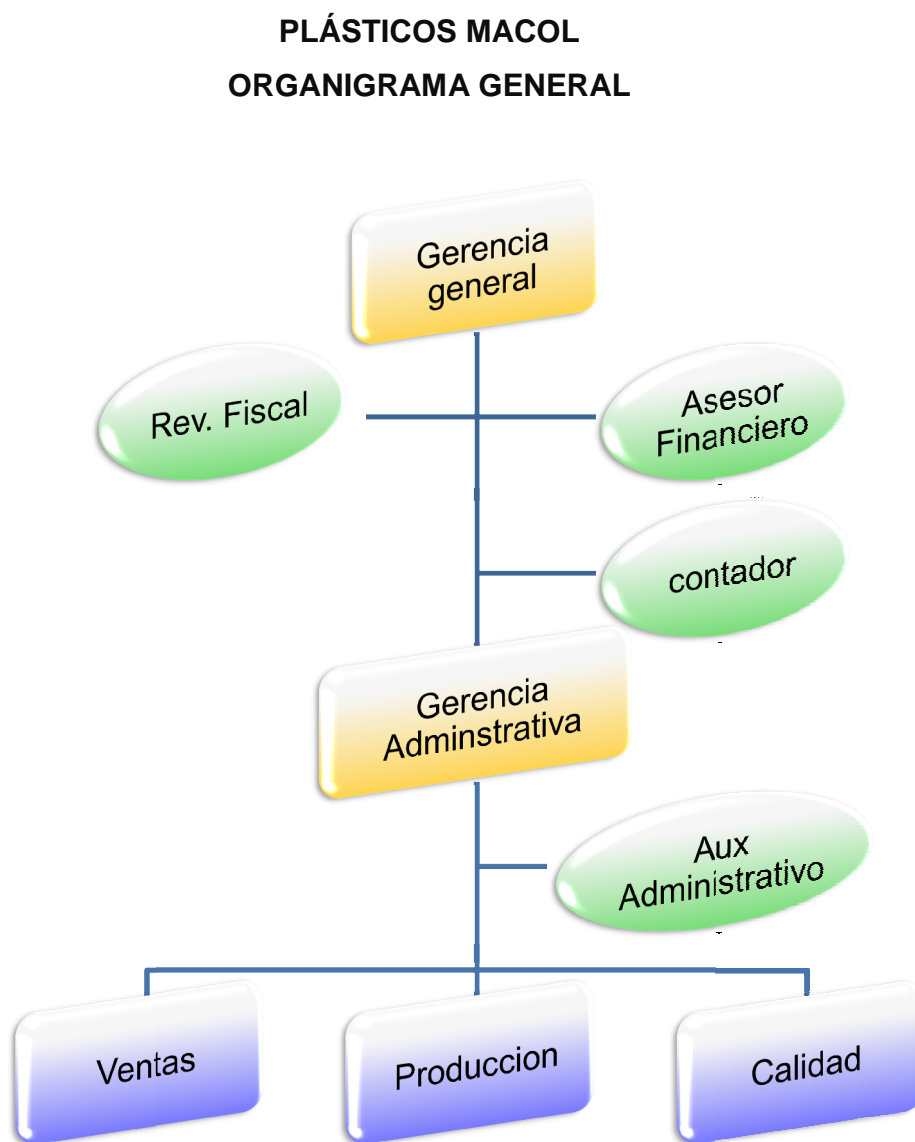 PLÁSTICOS MACOL
ORGANIGRAMA GENERAL
Gerencia
general
Rev. Fiscal
Asesor
Financiero
contador
Gerencia
Adminstrativa
Aux
Administrativo
Ventas
Produccion
Calidad